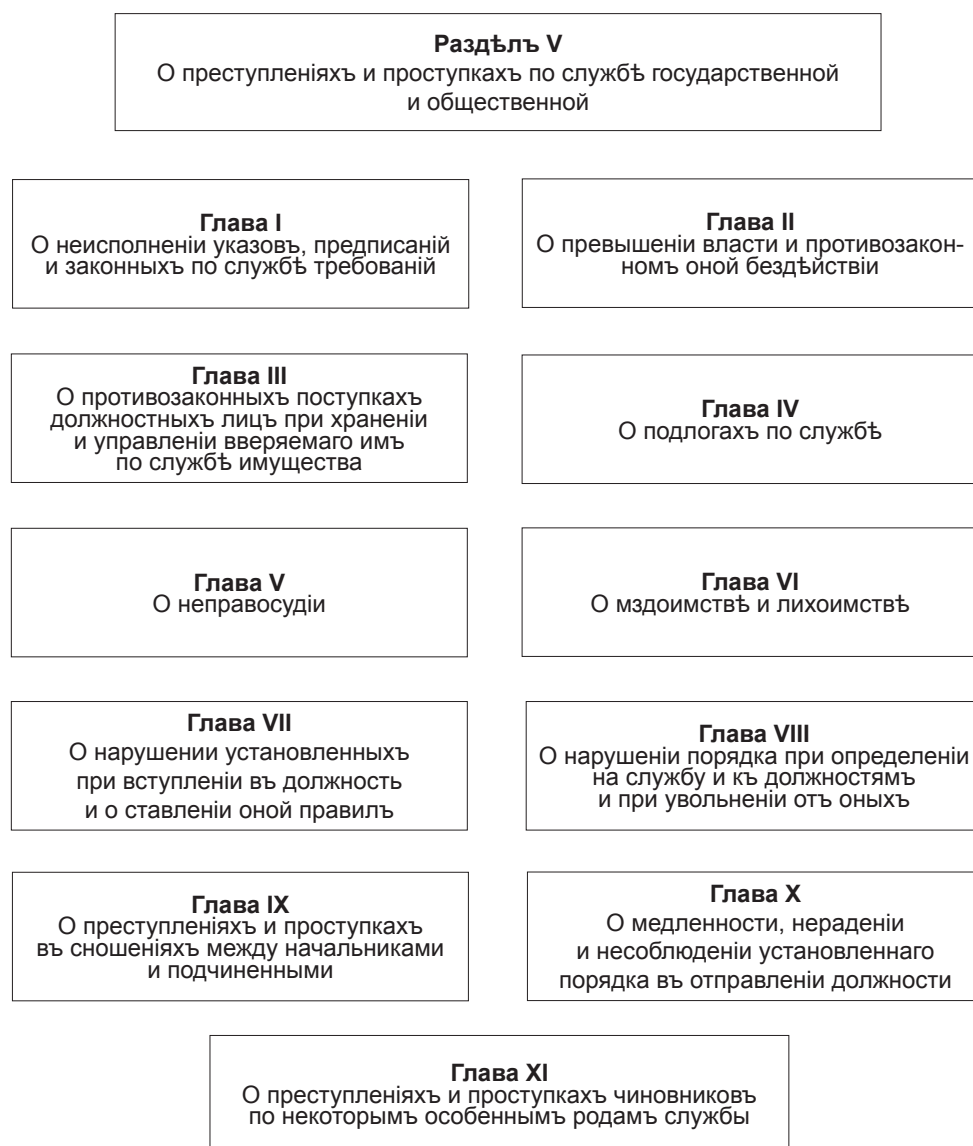 Раздѣлъ V
О преступленіяхъ и проступкахъ по службѣ государственной
и общественной
Глава I
О неисполненіи указовъ, предписаній
и законныхъ по службѣ требованій
Глава II
О превышеніи власти и противозакон-
номъ оной бездѣйствіи
Глава III
О противозаконныхъ поступкахъ
должностныхъ лицъ при храненіи
и управленіи вверяемаго имъ
по службѣ имущества
Глава IV
О подлогахъ по службѣ
Глава V
О неправосудіи
Глава VI
О мздоимствѣ и лихоимствѣ
Глава VII
О нарушении установленныхъ
при вступленіи въ должность
и о ставленіи оной правилъ
Глава VIII
О нарушеніи порядка при определеніи
на службу и къ должностямъ
и при увольненіи отъ оныхъ
Глава IX
О преступленіяхъ и проступкахъ
въ сношеніяхъ между начальниками
и подчиненными
Глава X
О медленности, нераденіи
и несоблюденіи установленнаго
порядка въ отправленіи должности
Глава XI
О преступленіяхъ и проступкахъ чиновниковъ
по некоторымъ особеннымъ родамъ службы